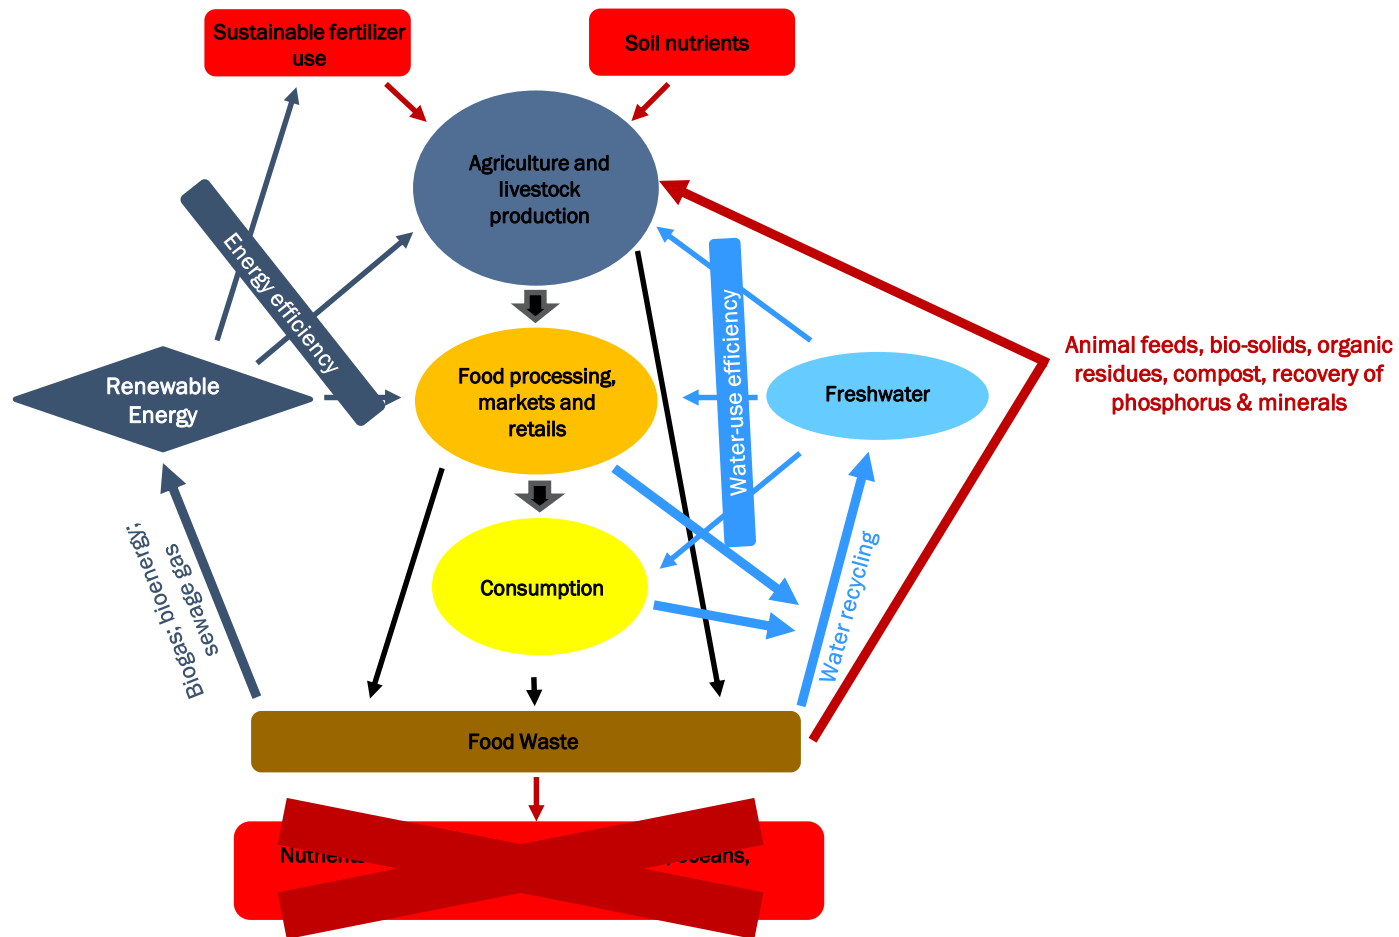 Sustainable fertilizer
use
Soil nutrients
Agriculture and
livestock
production
Energy efficiency
Water-use efficiency
Renewable
Energy
Food processing,
markets and
retails
Freshwater
Animal feeds, bio-solids, organic
residues, compost, recovery of
phosphorus & minerals
Consumption
Biogas; bioenergy;
sewage gas
Water recycling
Food Waste
Nutrients oceans,